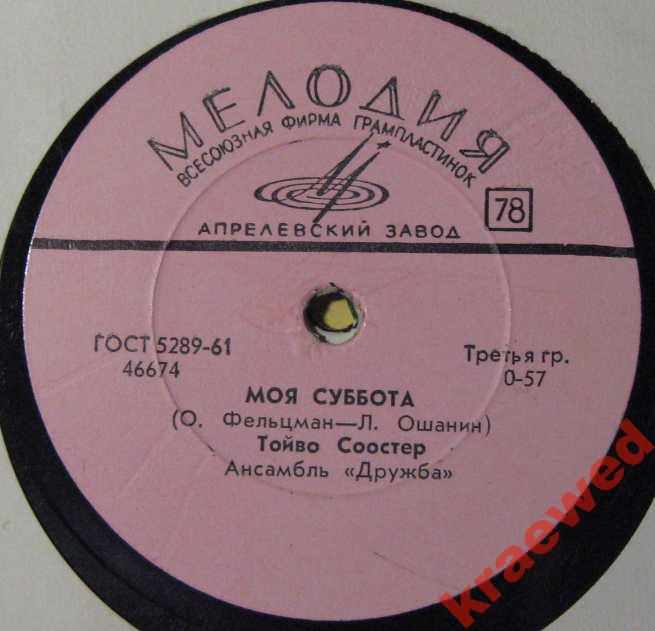 МЕЛОДИЯ
ВСЕСОЮЗНАЯ ФИРМА ГРАМПЛАСТИНОК
78
АПРЕЛЕВСКИЙ ЗАВОД
ГОСТ 5289-61
46674
Третья гр.
0-57
МОЯ СУББОТА
(О. Фельцман—Л. Ошанин)
Тойво Соостер
Ансамбль «Дружба»
kraewed